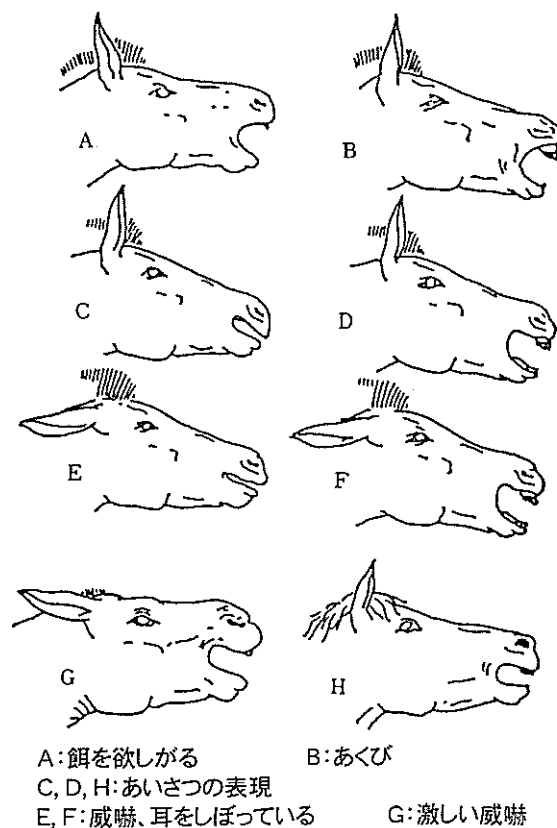 A
B
C
D
E
F
G
H
A:餌を欲しがる B:あくび
C, D, H:あいさつの表現
E, F:威嚇、耳をしぼっている G:激しい威嚇